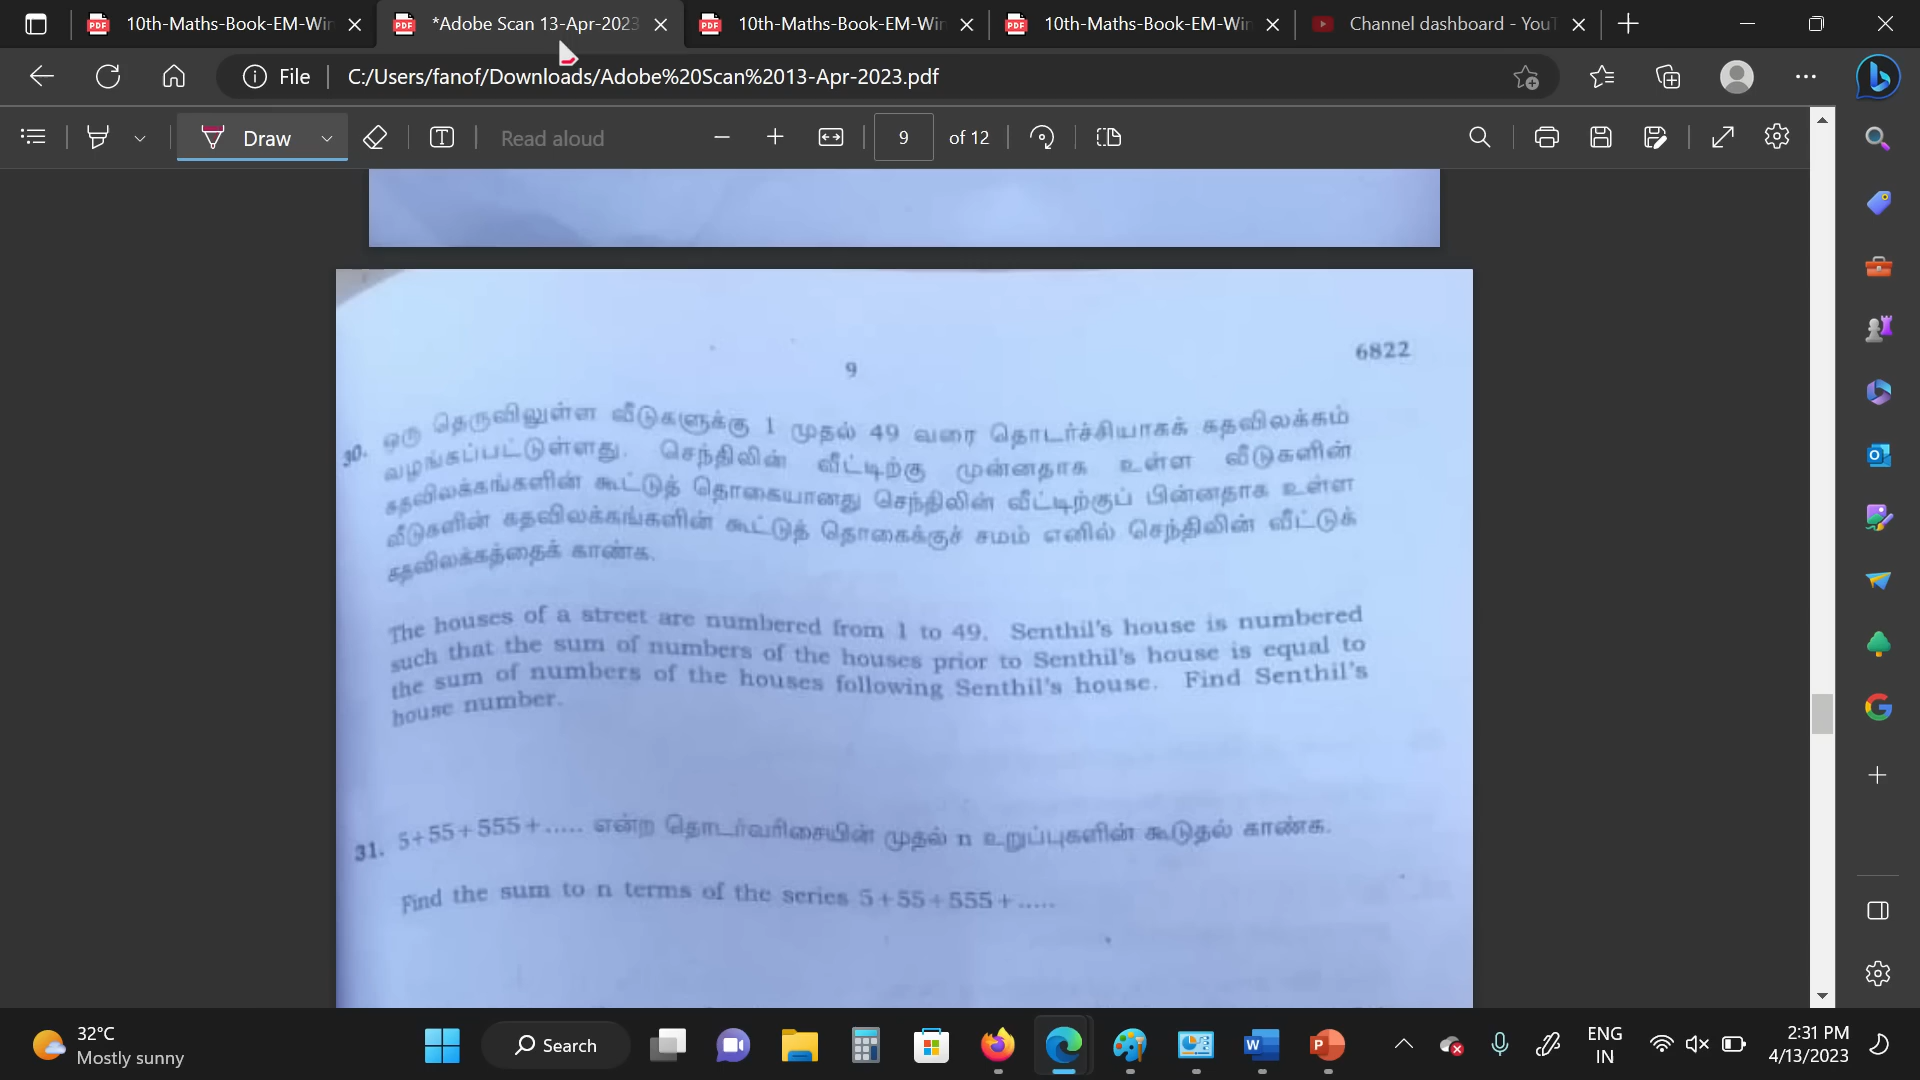 10th-Maths-Book-EM-Win
*Adobe Scan 13-Apr-2023
10th-Maths-Book-EM-Win
10th-Maths-Book-EM-Win
Channel dashboard - YouT
File
C:/Users/fanof/Downloads/Adobe%20Scan%2013-Apr-2023.pdf
Draw
Read aloud
9
of 12
9
6822
30. ஒரு தெருவிலுள்ள வீடுகளுக்கு 1 முதல் 49 வரை தொடர்ச்சியாகக் கதவிலக்கம்
வழங்கப்பட்டுள்ளது. செந்திலின் வீட்டிற்கு முன்னதாக உள்ள வீடுகளின்
கதவிலக்கங்களின் கூட்டுத் தொகையானது செந்திலின் வீட்டிற்குப் பின்னதாக உள்ள
வீடுகளின் கதவிலக்கங்களின் கூட்டுத் தொகைக்குச் சமம் எனில் செந்திலின் வீட்டுக்
கதவிலக்கத்தைக் காண்க.
The houses of a street are numbered from 1 to 49. Senthil's house is numbered
such that the sum of numbers of the houses prior to Senthil's house is equal to
the sum of numbers of the houses following Senthil's house. Find Senthil's
house number.
31. 5+55+555+..... என்ற தொடர்வரிசையின் முதல் n உறுப்புகளின் கூடுதல் காண்க.
Find the sum to n terms of the series 5+55+555+.....
32°C
Mostly sunny
Search
ENG
IN
2:31 PM
4/13/2023